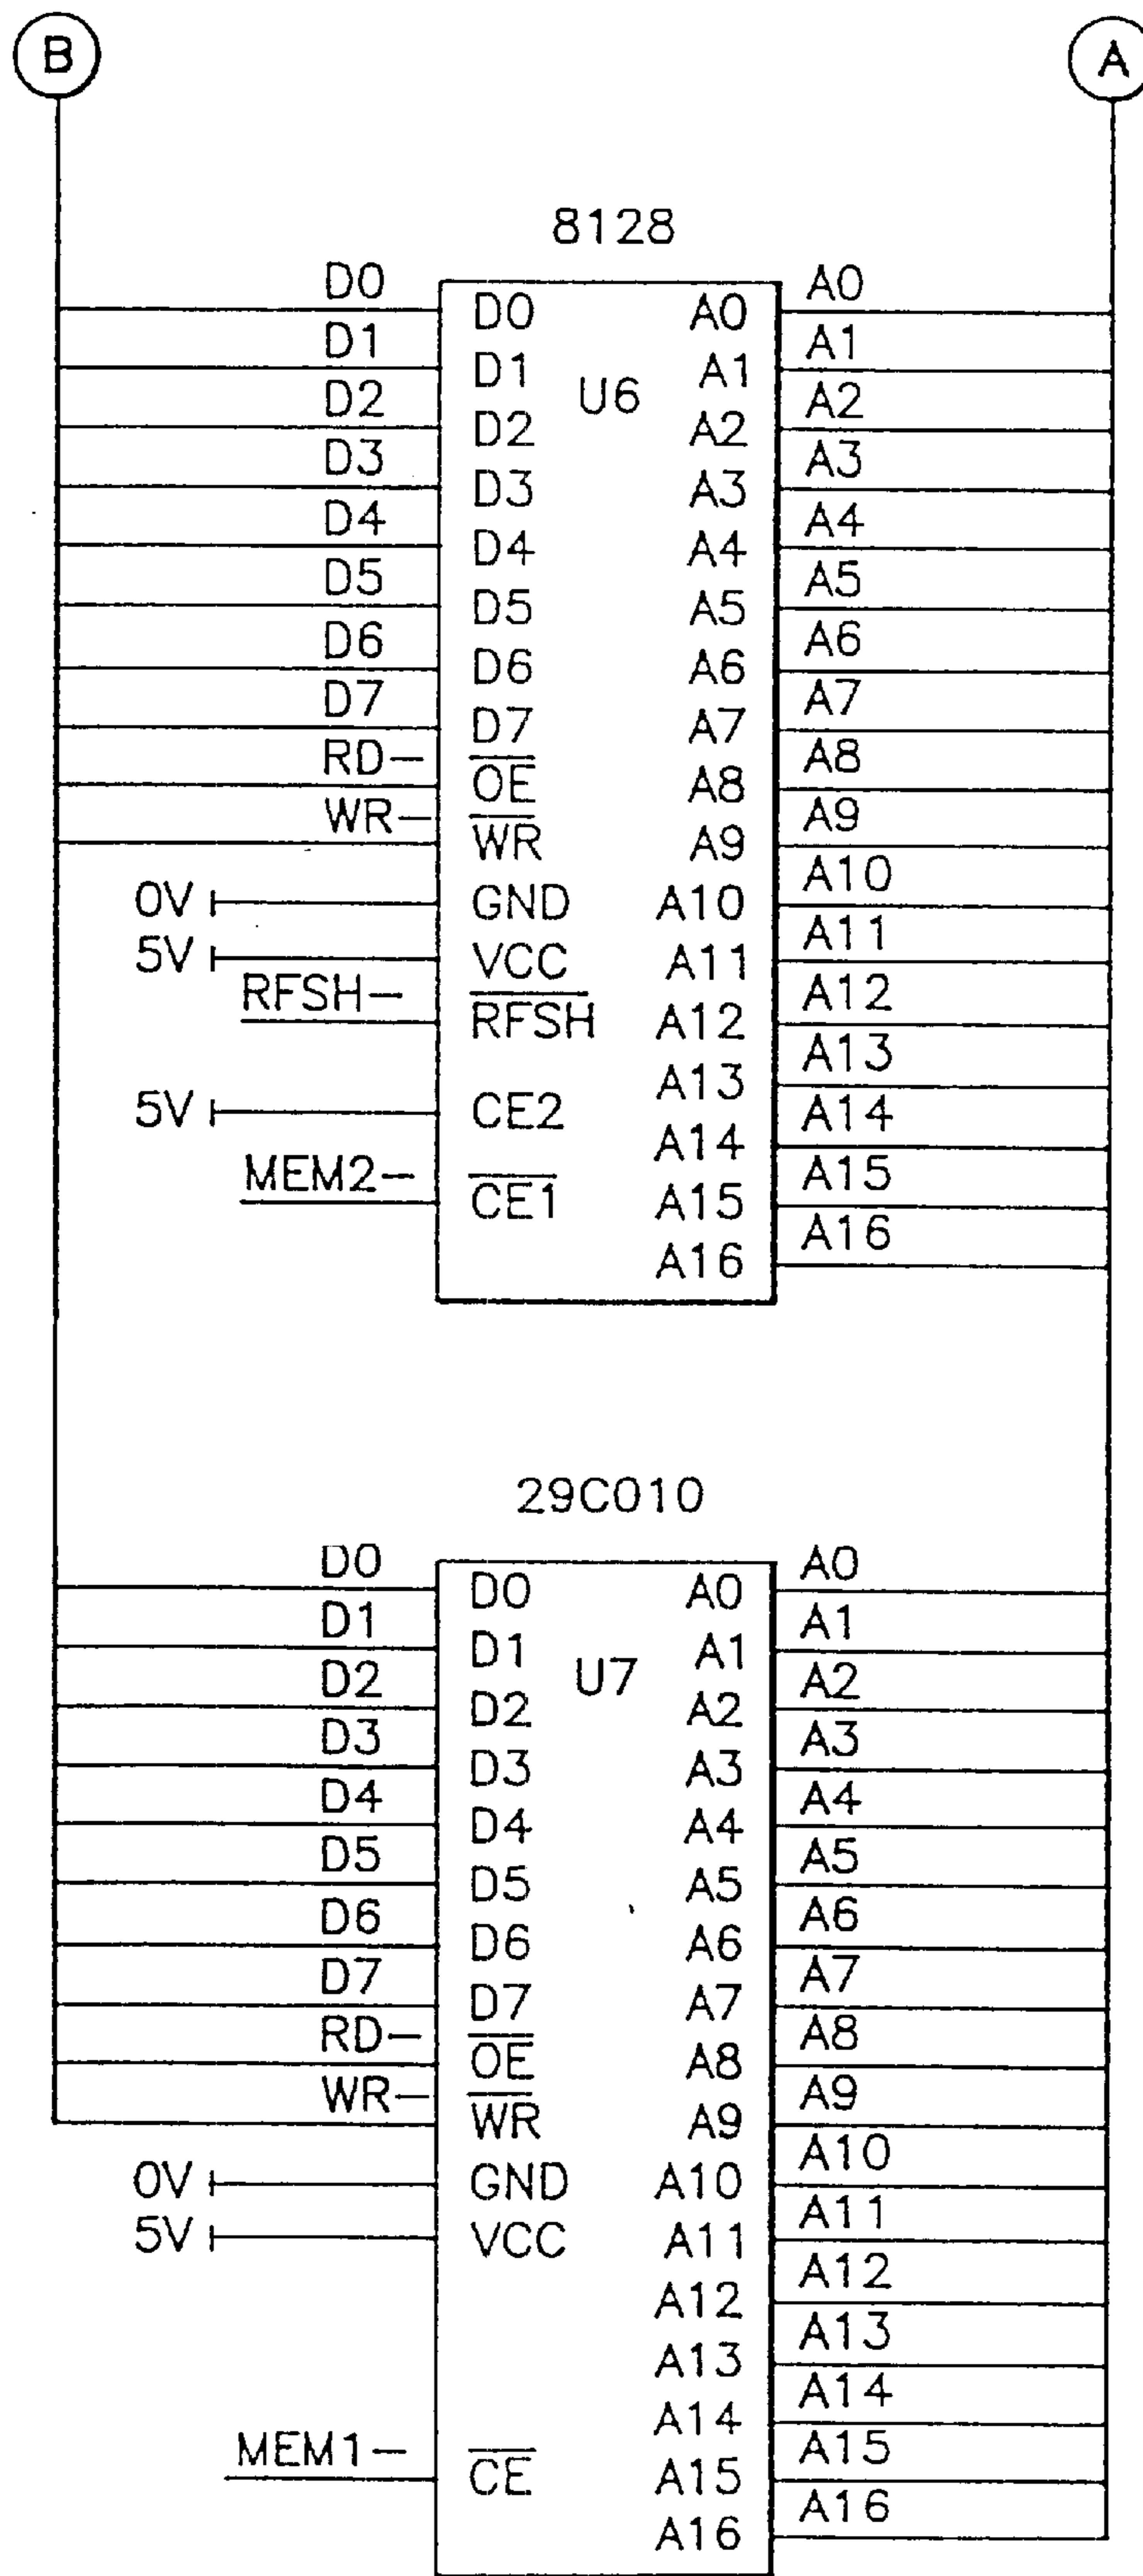 B A
8128
D0 D0 A0 A0
D1 D1 U6 A1 A1
D2 D2 A2 A2
D3 D3 A3 A3
D4 D4 A4 A4
D5 D5 A5 A5
D6 D6 A6 A6
D7 D7 A7 A7
RD- OE A8 A8
WR- WR A9 A9
0V GND A10 A10
5V VCC A11 A11
RFSH- RFSH A12 A12
A13 A13
5V CE2 A14 A14
MEM2- CE1 A15 A15
A16 A16
29C010
D0 D0 A0 A0
D1 D1 U7 A1 A1
D2 D2 A2 A2
D3 D3 A3 A3
D4 D4 A4 A4
D5 D5 A5 A5
D6 D6 A6 A6
D7 D7 A7 A7
RD- OE A8 A8
WR- WR A9 A9
0V GND A10 A10
5V VCC A11 A11
A12 A12
A13 A13
A14 A14
MEM1- CE A15 A15
A16 A16